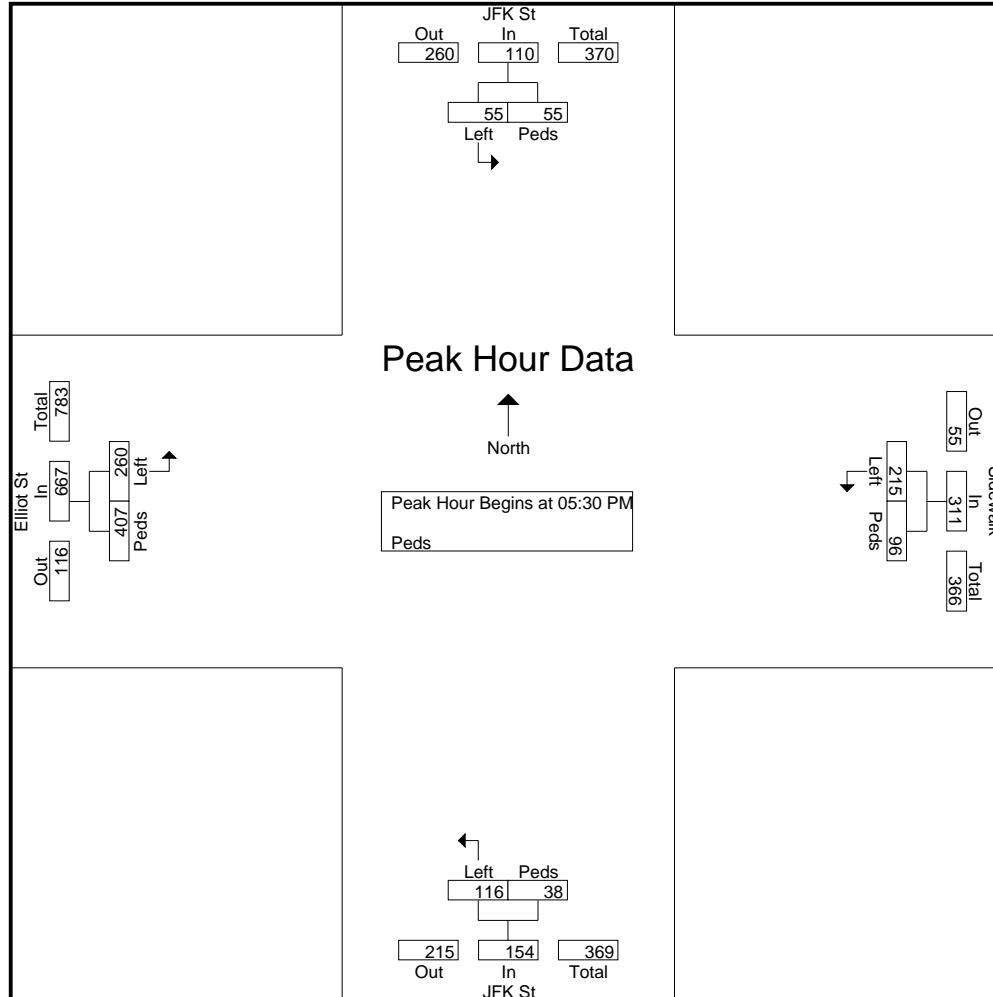 JFK St
Out In Total
260 110 370
55 55
Left Peds
Peak Hour Data
North
Peak Hour Begins at 05:30 PM
Peds
Elliot St
Total In Out
783 667 116
260 407
Left Peds
Out In Total
55 311 366
215 96
Left Peds
Left Peds
116 38
215 154 369
Out In Total
JFK St